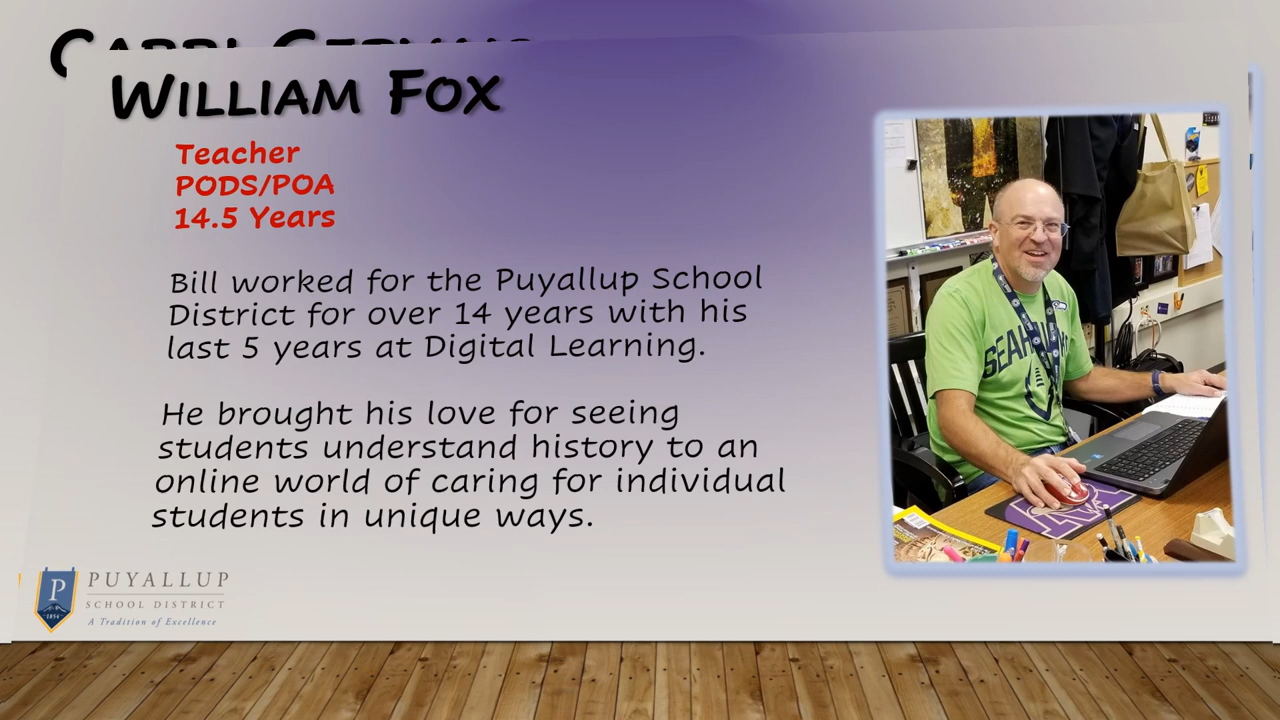 William Fox
Teacher
PODS/POA
14.5 Years
Bill worked for the Puyallup School
District for over 14 years with his
last 5 years at Digital Learning.
He brought his love for seeing
students understand history to an
online world of caring for individual
students in unique ways.
P
1854
PUYALLUP
SCHOOL DISTRICT
A Tradition of Excellence